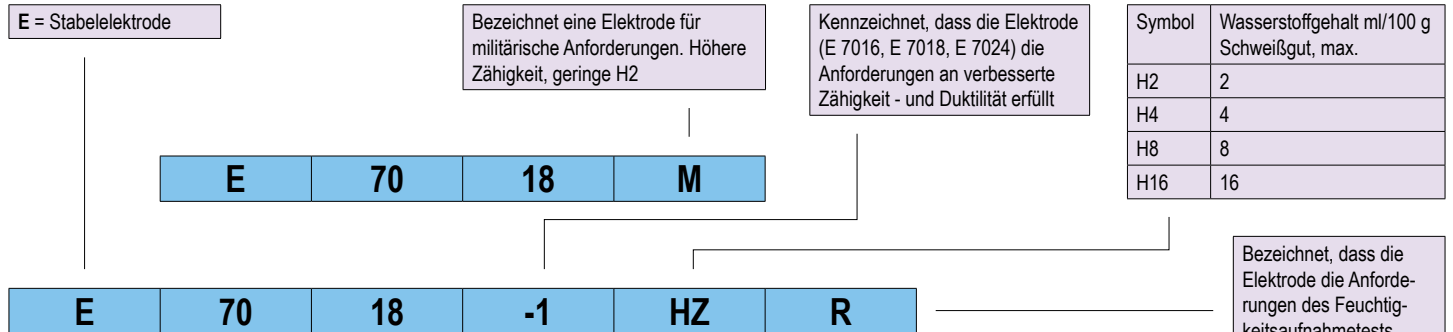 E = Stabelelektrode
Bezeichnet eine Elektrode für
militärische Anforderungen. Höhere
Zähigkeit, geringe H2
Kennzeichnet, dass die Elektrode
(E 7016, E 7018, E 7024) die
Anforderungen an verbesserte
Zähigkeit - und Duktilität erfüllt
Symbol Wasserstoffgehalt ml/100 g
Schweißgut, max.
H2 2
H4 4
H8 8
H16 16
E 70 18 M
Bezeichnet, dass die
Elektrode die Anforde-
rungen des Feuchtig-
keitsaufnahmetests
E 70 18 -1 HZ R